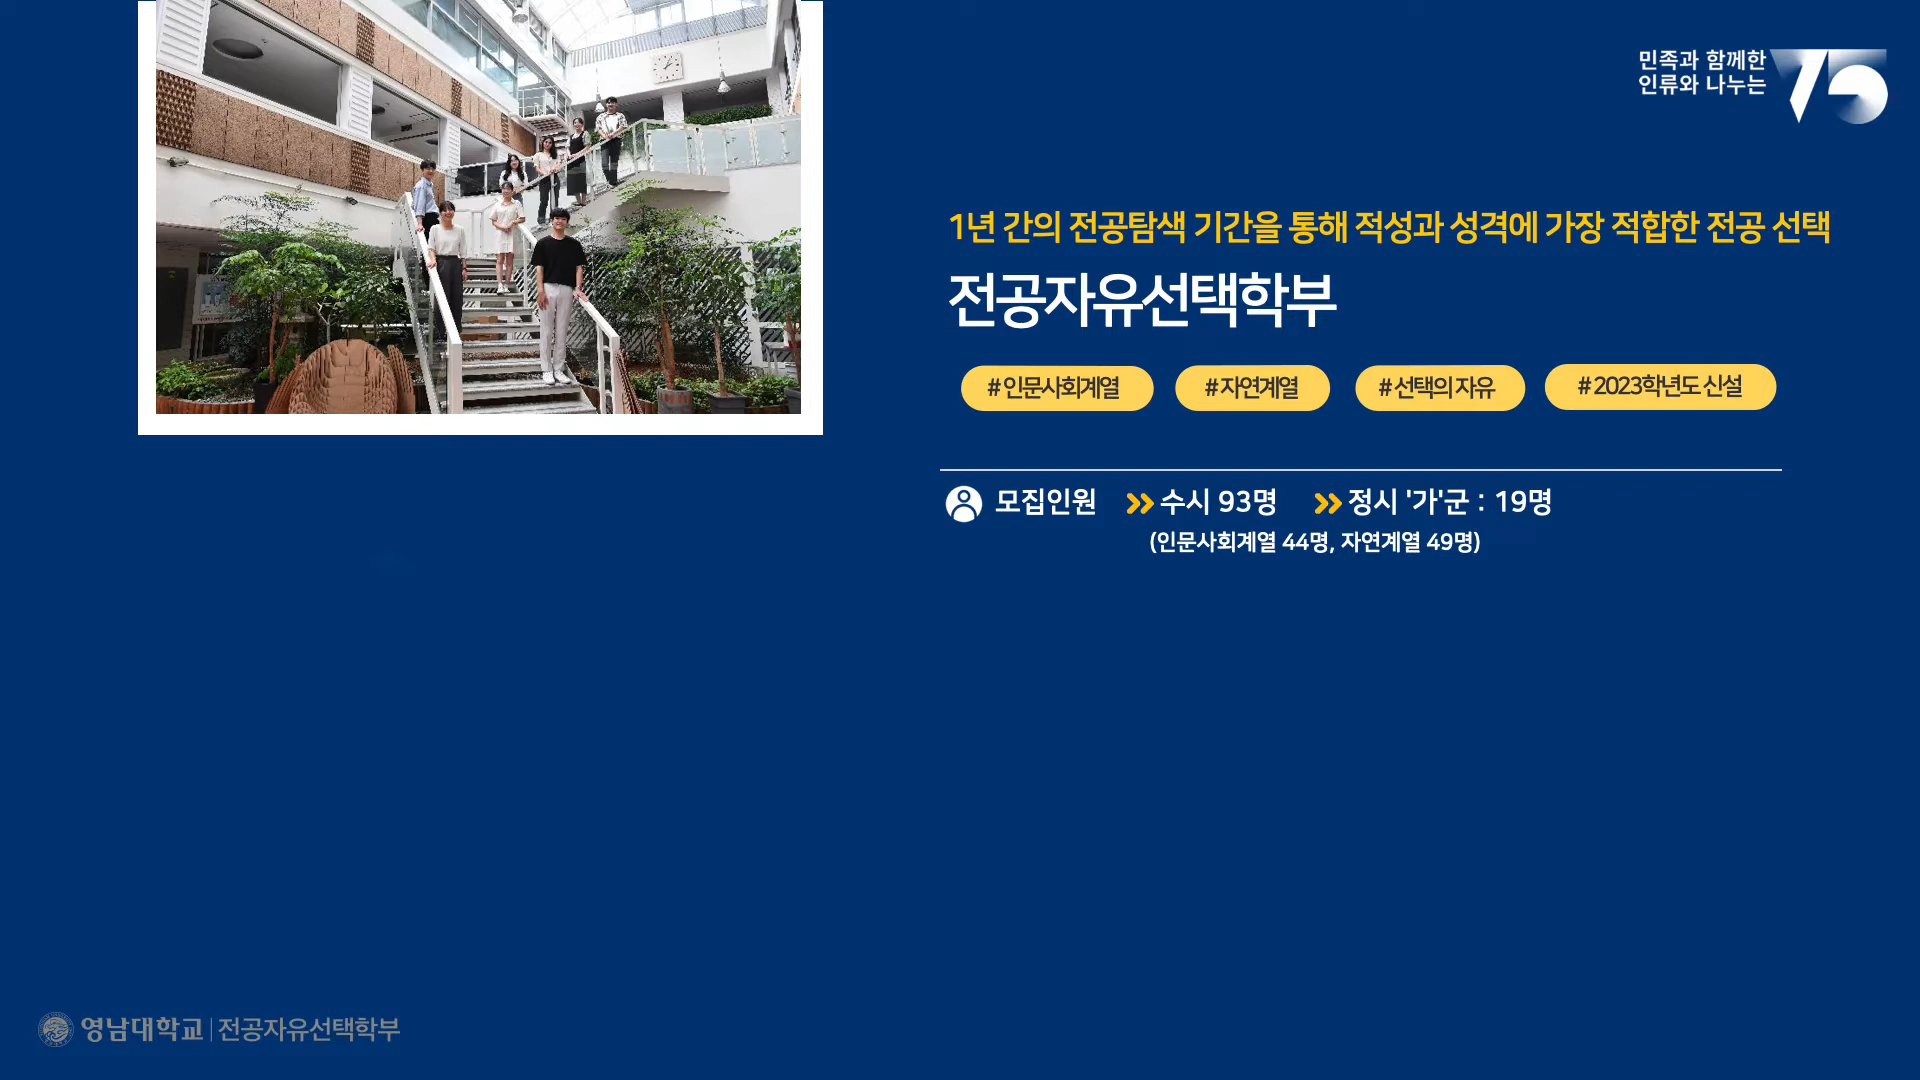 민족과 함께한
인류와 나누는
75
1년 간의 전공탐색 기간을 통해 적성과 성격에 가장 적합한 전공 선택
전공자유선택학부
#인문사회계열 #자연계열 #선택의 자유 #2023학년도 신설
모집인원 수시 93명 정시 '가'군 : 19명
(인문사회계열 44명, 자연계열 49명)
영남대학교 | 전공자유선택학부